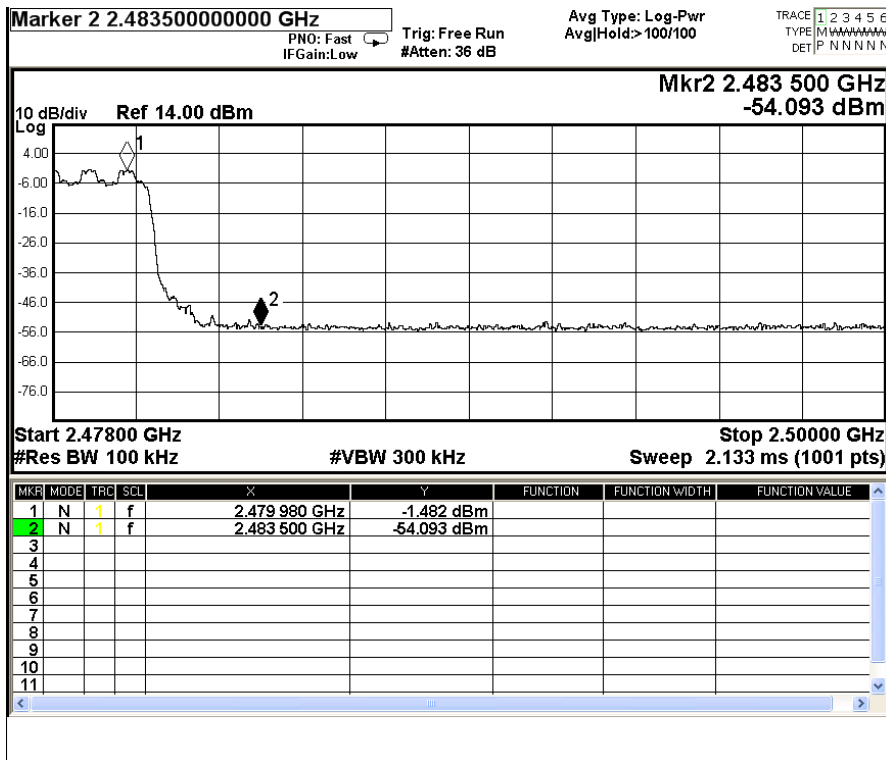 Marker 2 2.483500000000 GHz
PNO: Fast
IFGain:Low
Trig: Free Run
#Atten: 36 dB
Avg Type: Log-Pwr
Avg|Hold:>100/100
TRACE 1 2 3 4 5 6
TYPE M
DET P N N N N N
Mkr2 2.483 500 GHz
-54.093 dBm
10 dB/div Ref 14.00 dBm
Log
4.00
-6.00
-16.0
-26.0
-36.0
-46.0
-56.0
-66.0
-76.0
1
2
Start 2.47800 GHz Stop 2.50000 GHz
#Res BW 100 kHz #VBW 300 kHz Sweep 2.133 ms (1001 pts)
MKR MODE TRC SCL X Y FUNCTION FUNCTION WIDTH FUNCTION VALUE
1 N 1 f 2.479 980 GHz -1.482 dBm
2 N 1 f 2.483 500 GHz -54.093 dBm
3
4
5
6
7
8
9
10
11